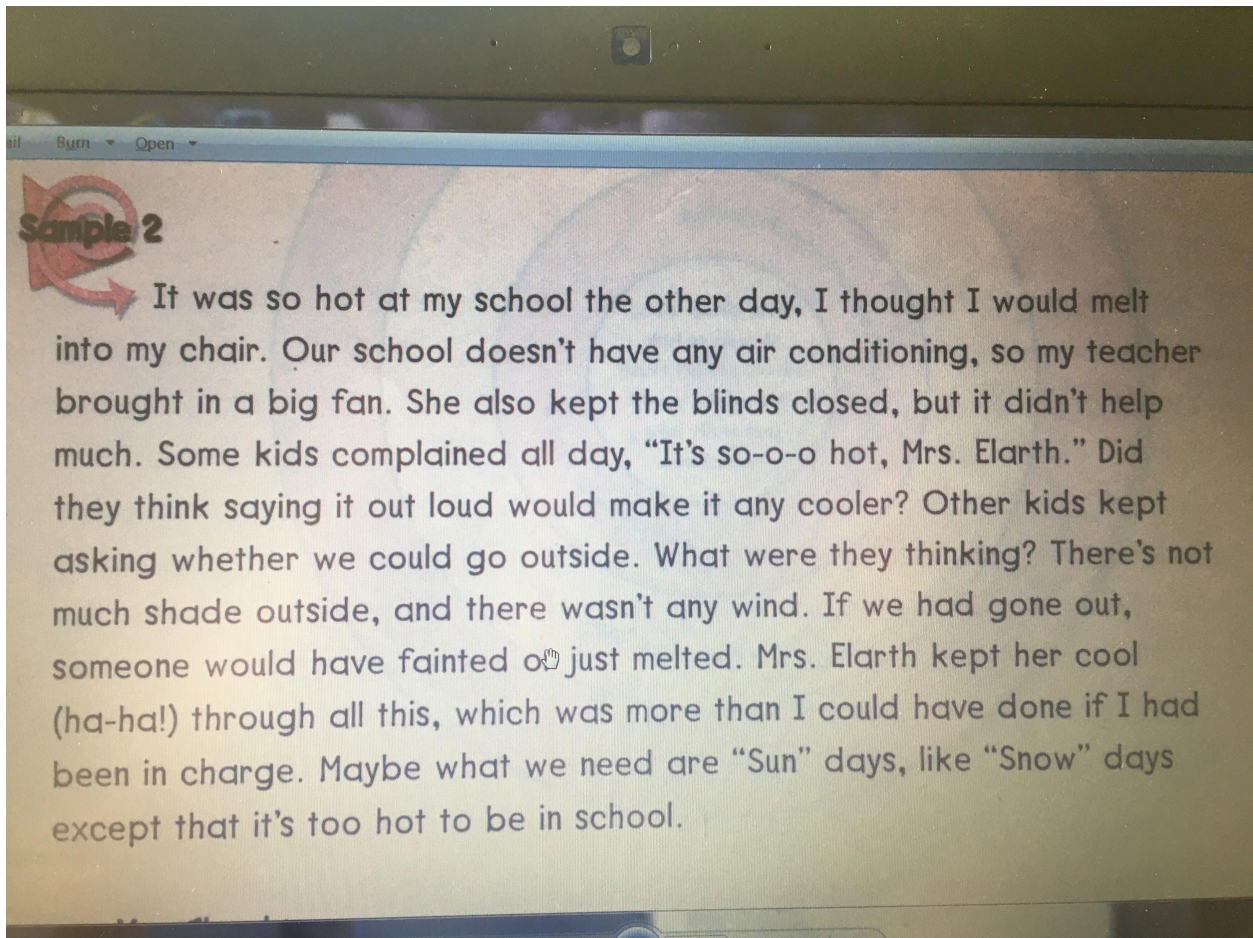 Burn Open
Sample 2
It was so hot at my school the other day, I thought I would melt
into my chair. Our school doesn't have any air conditioning, so my teacher
brought in a big fan. She also kept the blinds closed, but it didn't help
much. Some kids complained all day, “It's so-o-o hot, Mrs. Elarth.” Did
they think saying it out loud would make it any cooler? Other kids kept
asking whether we could go outside. What were they thinking? There's not
much shade outside, and there wasn't any wind. If we had gone out,
someone would have fainted just melted. Mrs. Elarth kept her cool
(ha-ha!) through all this, which was more than I could have done if I had
been in charge. Maybe what we need are “Sun” days, like “Snow” days
except that it's too hot to be in school.